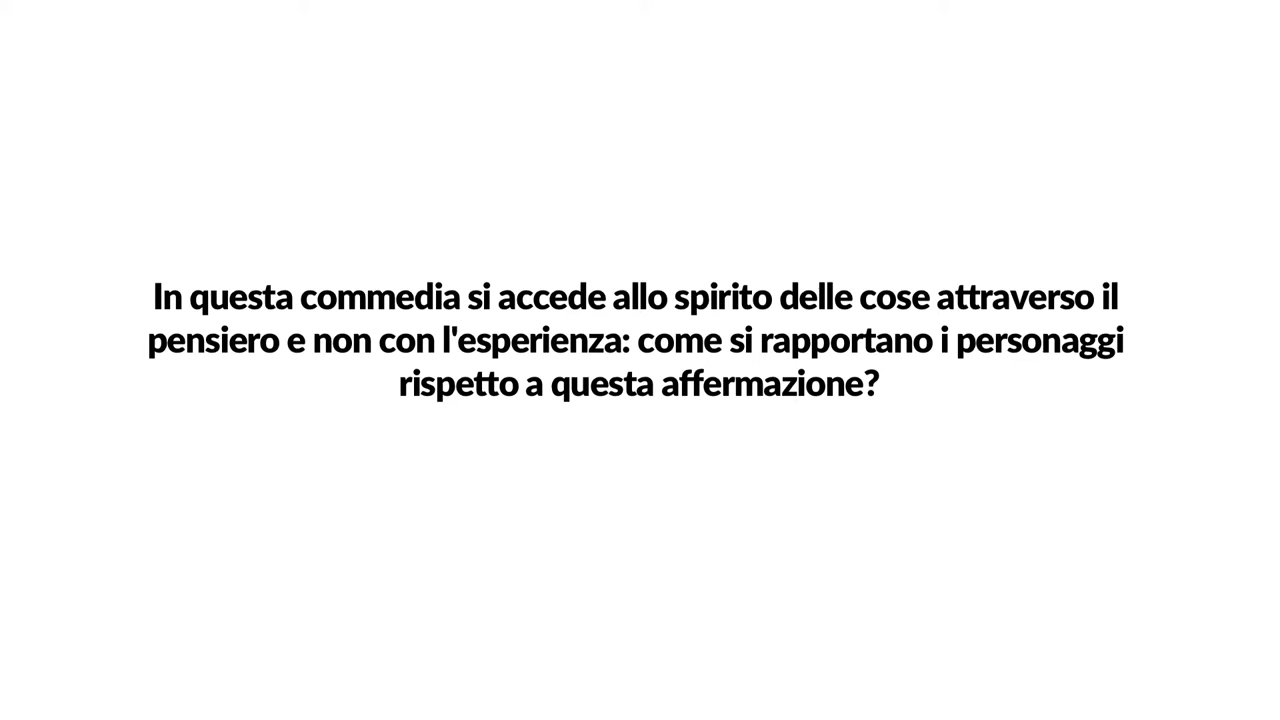 In questa commedia si accede allo spirito delle cose attraverso il
pensiero e non con l'esperienza: come si rapportano i personaggi
rispetto a questa affermazione?